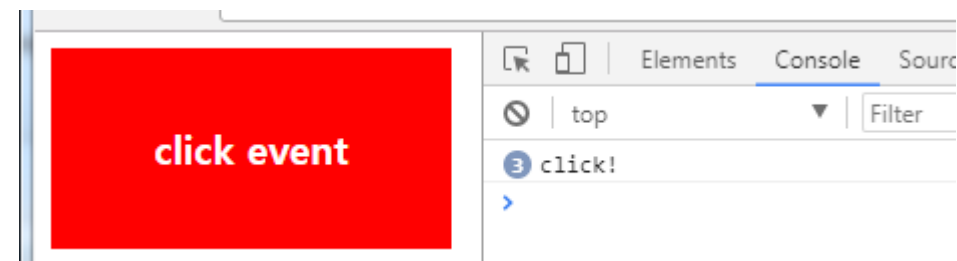 click event
Elements Console Sourc
top Filter
3 click!